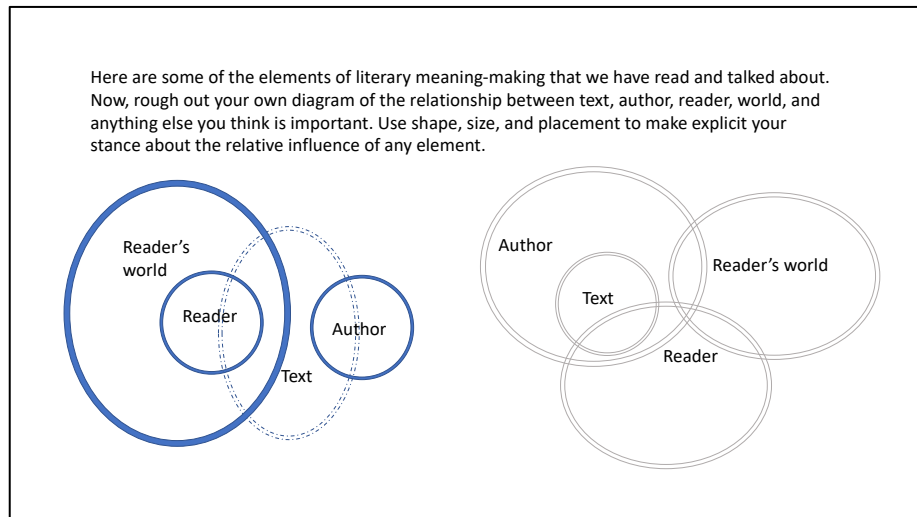 Here are some of the elements of literary meaning-making that we have read and talked about.
Now, rough out your own diagram of the relationship between text, author, reader, world, and
anything else you think is important. Use shape, size, and placement to make explicit your
stance about the relative influence of any element.
Reader’s
world
Reader
Text
Author
Author
Text
Reader’s world
Reader